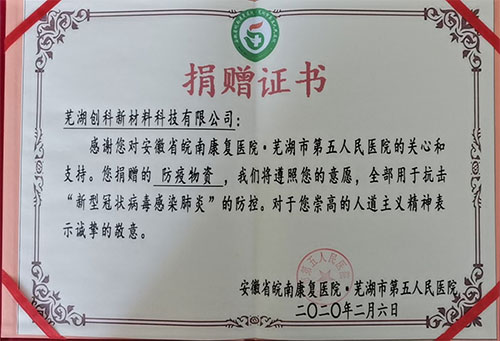 捐赠证书
芜湖创科新材料科技有限公司：
感谢您对安徽省皖南康复医院·芜湖市第五人民医院的关心和
支持。您捐赠的 防疫物资 ，我们将遵照您的意愿，全部用于抗击
“新型冠状病毒感染肺炎”的防控。对于您崇高的人道主义精神表
示诚挚的敬意。
安徽省皖南康复医院·芜湖市第五人民医院
二〇二〇年二月六日